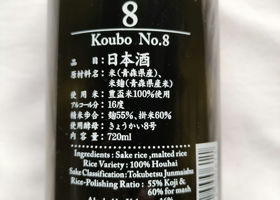 8
Koubo No.8
品 目：日本酒
原材料名：米(青森県産)、
米麹(青森県産)
使 用 米：豊盃米100%使用
アルコール分：16度
精米歩合：麹55%、掛米60%
使用酵母：きょうかい8号
内 容 量：720ml
Ingredients : Sake rice ,malted rice
Rice Variety : 100% Houhai
Sake Classification : Tokubetsu Junmaishu
Rice-Polishing Ratio : 55% Koji &
60% for mash